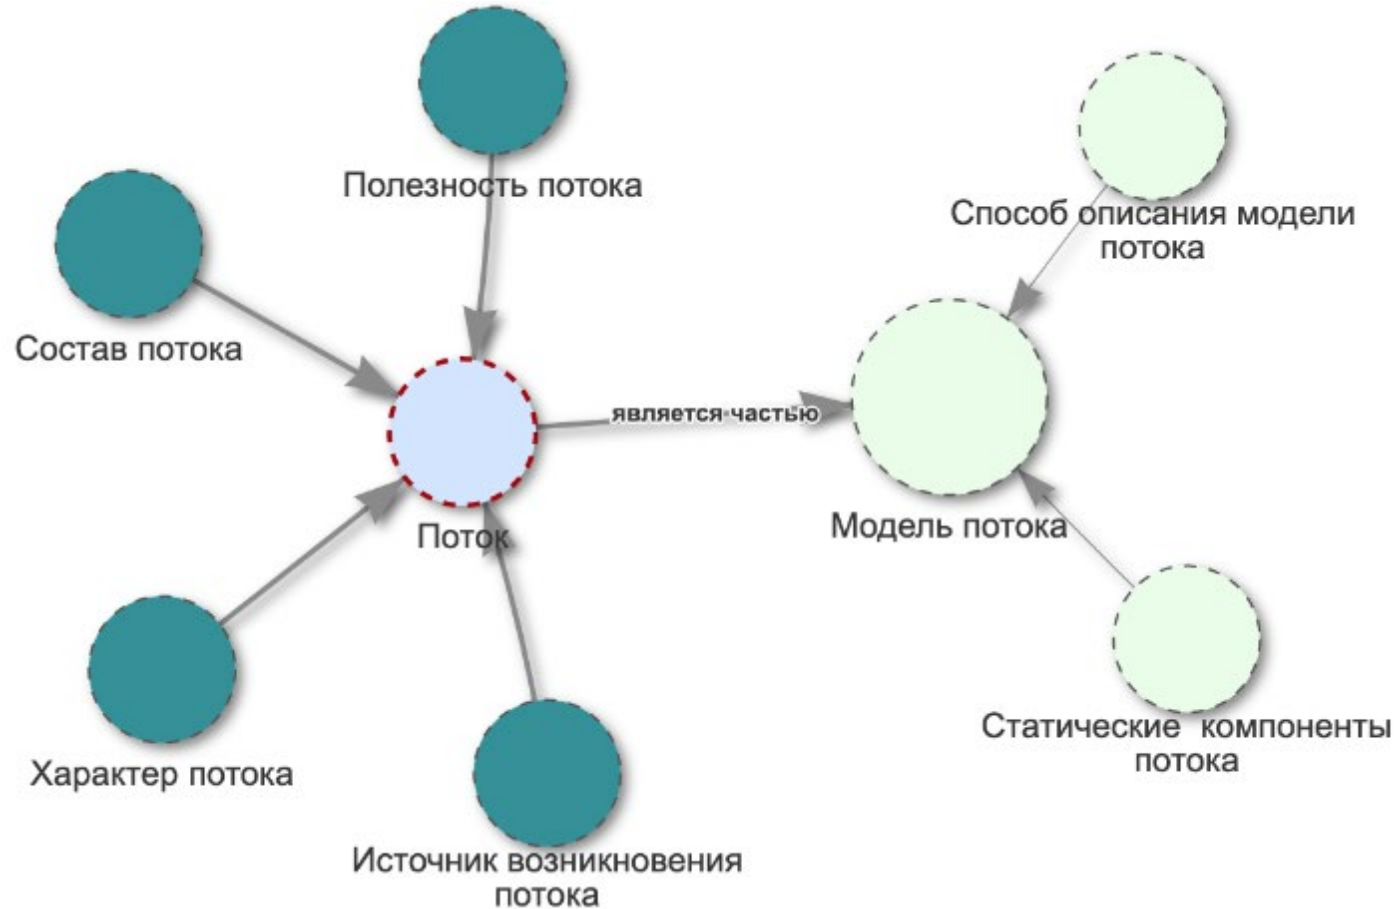 Полезность потока
Способ описания модели
потока
Состав потока
является частью
Поток
Модель потока
Статические  компоненты
потока
Характер потока
Источник возникновения
потока